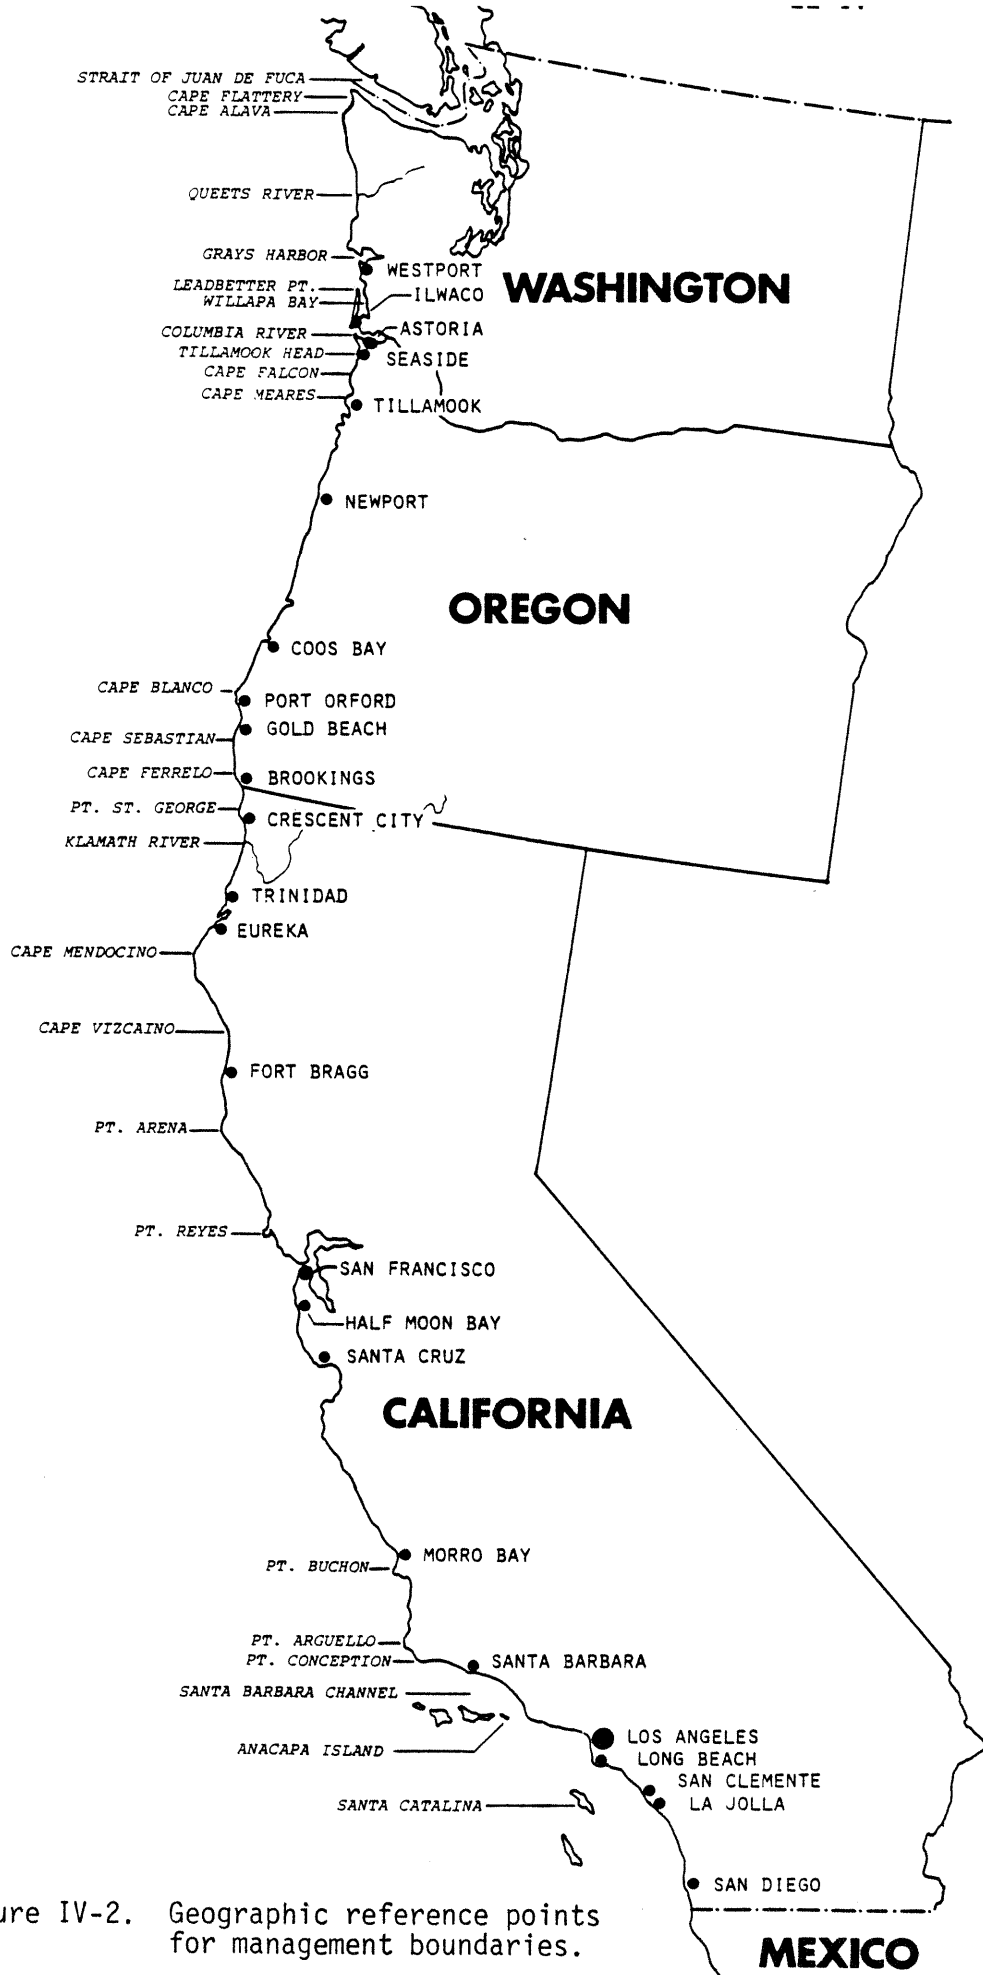 STRAIT OF JUAN DE FUCA
CAPE FLATTERY
CAPE ALAVA
QUEETS RIVER
GRAYS HARBOR
WESTPORT
WASHINGTON
LEADBETTER PT.
ILWACO
WILLAPA BAY
COLUMBIA RIVER
ASTORIA
TILLAMOOK HEAD
SEASIDE
CAPE FALCON
CAPE MEARES
TILLAMOOK
NEWPORT
OREGON
COOS BAY
CAPE BLANCO
PORT ORFORD
GOLD BEACH
CAPE SEBASTIAN
CAPE FERRELO
BROOKINGS
PT. ST. GEORGE
CRESCENT CITY
KLAMATH RIVER
TRINIDAD
EUREKA
CAPE MENDOCINO
CAPE VIZCAINO
FORT BRAGG
PT. ARENA
PT. REYES
SAN FRANCISCO
HALF MOON BAY
SANTA CRUZ
CALIFORNIA
MORRO BAY
PT. BUCHON
PT. ARGUELLO
PT. CONCEPTION
SANTA BARBARA
SANTA BARBARA CHANNEL
LOS ANGELES
ANACAPA ISLAND
LONG BEACH
SAN CLEMENTE
LA JOLLA
SANTA CATALINA
SAN DIEGO
ure IV-2. Geographic reference points
for management boundaries.
MEXICO